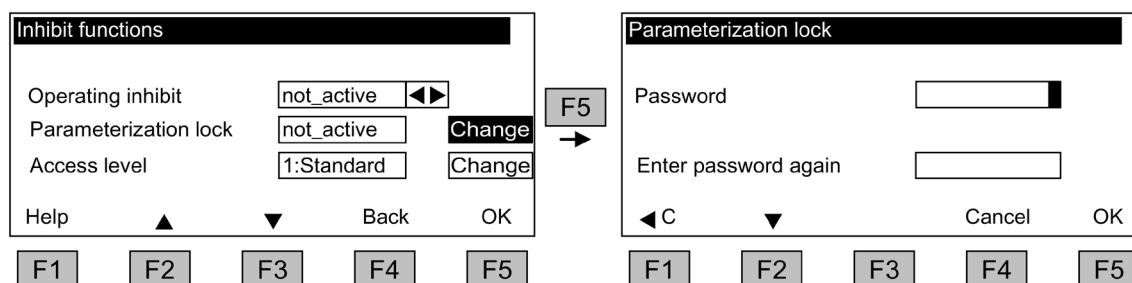 Inhibit functions
Operating inhibit not_active ◀▶
Parameterization lock not_active Change
Access level 1:Standard Change
Help ▲ ▼ Back OK
F1 F2 F3 F4 F5
F5
Parameterization lock
Password
Enter password again
◀ C ▼ Cancel OK
F1 F2 F3 F4 F5